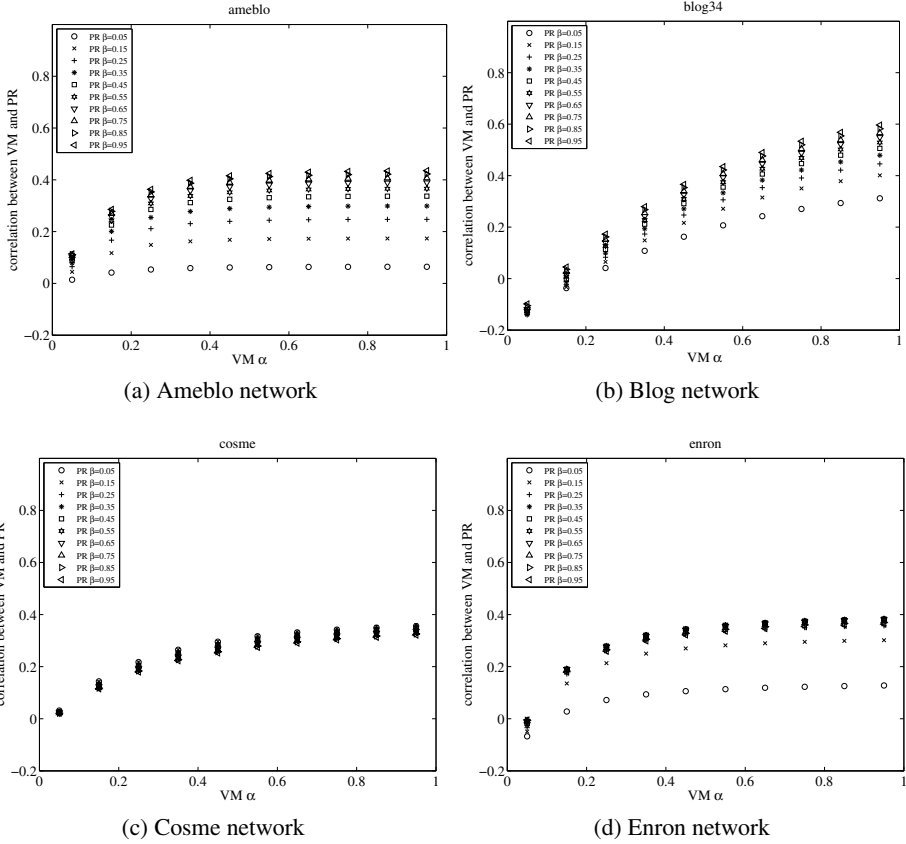 ameblo
correlation between VM and PR
0.8
0.6
0.4
0.2
0
−0.2
PR β=0.05
PR β=0.15
PR β=0.25
PR β=0.35
PR β=0.45
PR β=0.55
PR β=0.65
PR β=0.75
PR β=0.85
PR β=0.95
0 0.2 0.4 0.6 0.8 1
VM α
(a) Ameblo network
blog34
correlation between VM and PR
0.8
0.6
0.4
0.2
0
−0.2
PR β=0.05
PR β=0.15
PR β=0.25
PR β=0.35
PR β=0.45
PR β=0.55
PR β=0.65
PR β=0.75
PR β=0.85
PR β=0.95
0 0.2 0.4 0.6 0.8 1
VM α
(b) Blog network
cosme
correlation between VM and PR
0.8
0.6
0.4
0.2
0
−0.2
PR β=0.05
PR β=0.15
PR β=0.25
PR β=0.35
PR β=0.45
PR β=0.55
PR β=0.65
PR β=0.75
PR β=0.85
PR β=0.95
0 0.2 0.4 0.6 0.8 1
VM α
(c) Cosme network
enron
correlation between VM and PR
0.8
0.6
0.4
0.2
0
−0.2
PR β=0.05
PR β=0.15
PR β=0.25
PR β=0.35
PR β=0.45
PR β=0.55
PR β=0.65
PR β=0.75
PR β=0.85
PR β=0.95
0 0.2 0.4 0.6 0.8 1
VM α
(d) Enron network